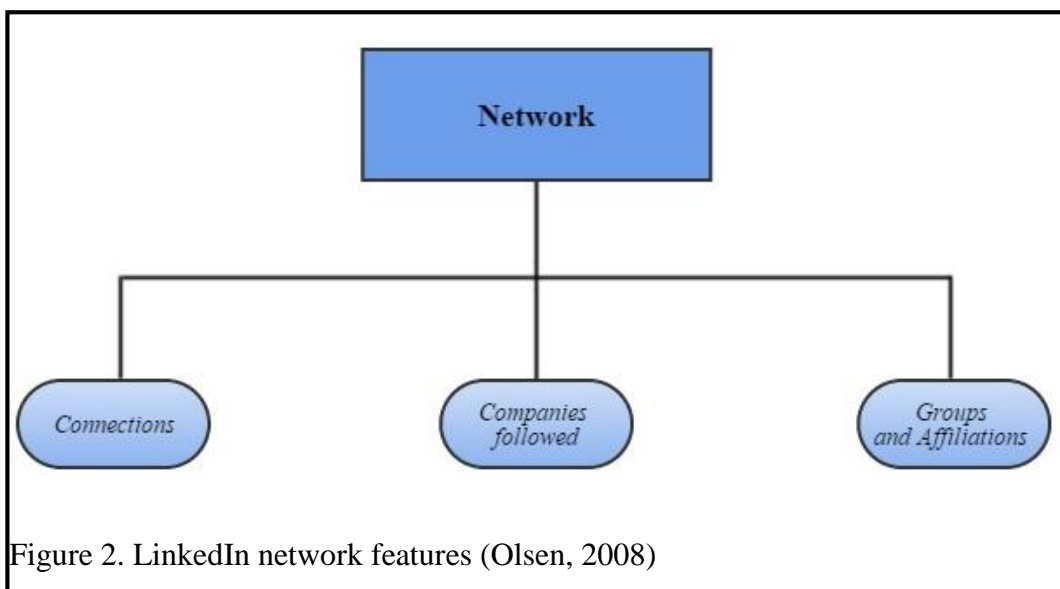 Network
Connections
Companies
followed
Groups
and Affiliations
Figure 2. LinkedIn network features (Olsen, 2008)